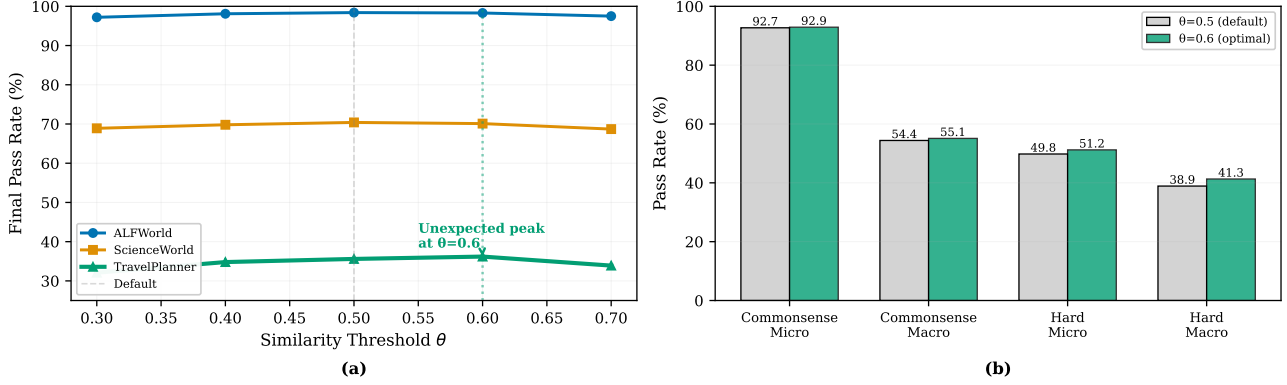 Final Pass Rate (%)
100
90
80
70
60
50
40
30
Unexpected peak
at θ=0.6
ALFWorld
ScienceWorld
TravelPlanner
Default
0.30 0.35 0.40 0.45 0.50 0.55 0.60 0.65 0.70
Similarity Threshold θ
(a)
Pass Rate (%)
100
80
60
40
20
0
θ=0.5 (default)
θ=0.6 (optimal)
92.7 92.9
54.4 55.1
49.8 51.2
38.9 41.3
Commonsense
Micro
Commonsense
Macro
Hard
Micro
Hard
Macro
(b)